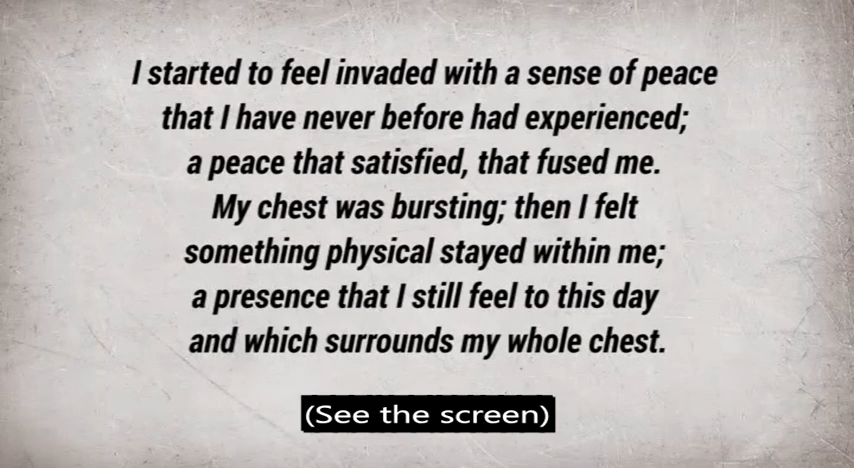 I started to feel invaded with a sense of peace
that I have never before had experienced;
a peace that satisfied, that fused me.
My chest was bursting; then I felt
something physical stayed within me;
a presence that I still feel to this day
and which surrounds my whole chest.
(See the screen)